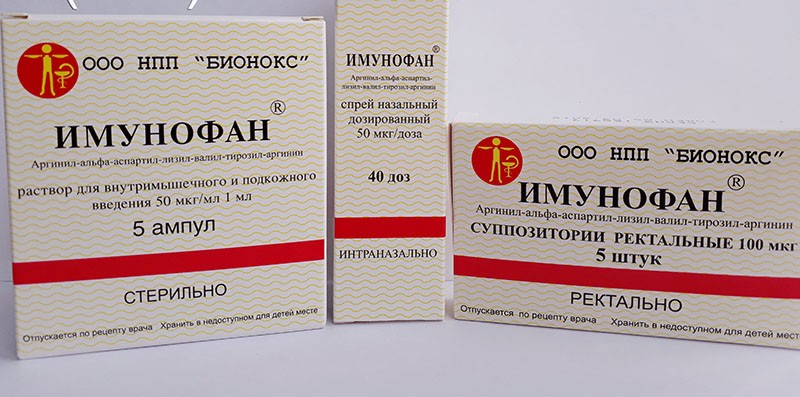 ООО НПП "БИОНОКС"
ИМУНОФАН®
Аргинил-альфа-аспартил-лизил-валил-тирозил-аргинин
раствор для внутримышечного и подкожного
введения 50 мкг/мл 1 мл
5 ампул
СТЕРИЛЬНО
Отпускается по рецепту врача Хранить в недоступном для детей месте
ИМУНОФАН®
Аргинил-альфа-аспартил-
лизил-валил-тирозил-аргинин
спрей назальный
дозированный
50 мкг/доза
40 доз
ИНТРАНАЗАЛЬНО
ООО НПП "БИОНОКС"
ИМУНОФАН®
Аргинил-альфа-аспартил-лизил-валил-тирозил-аргинин
СУППОЗИТОРИИ РЕКТАЛЬНЫЕ 100 мкг
5 штук
РЕКТАЛЬНО
Отпускается по рецепту врача Хранить в недоступном для детей месте